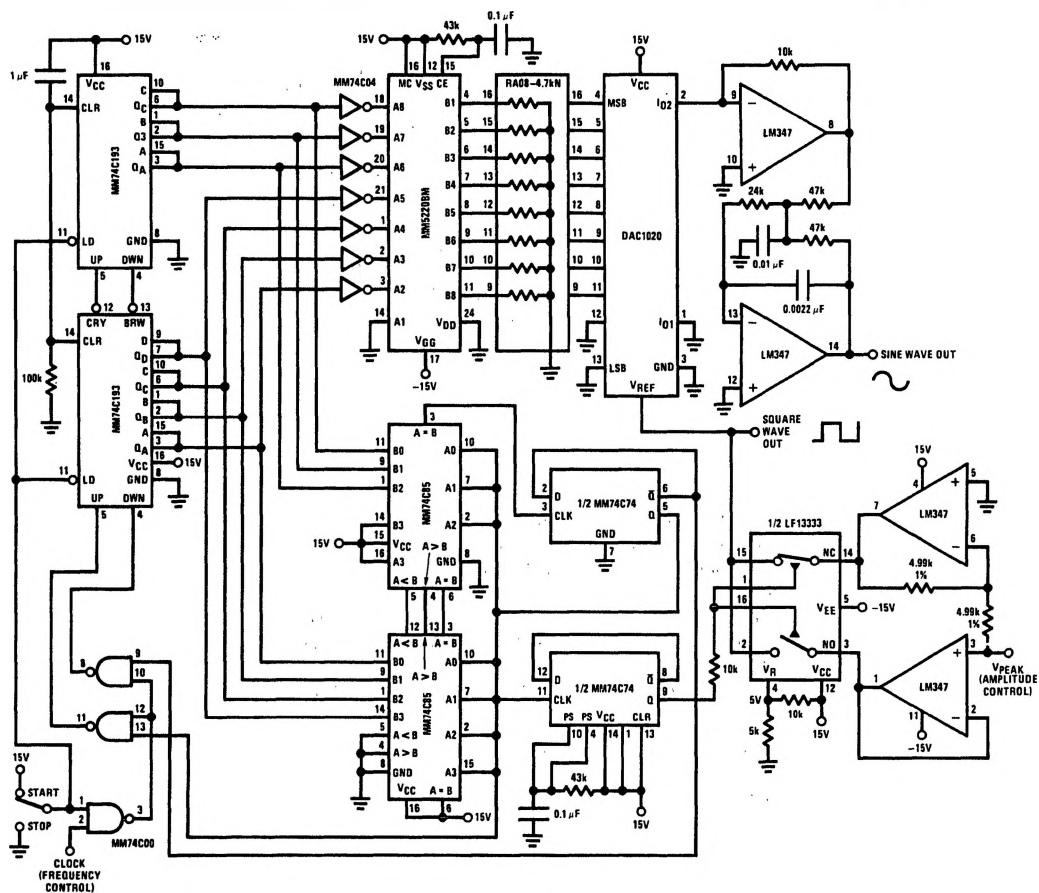 15V
1 μF
16
VCC
14
CLR
C
10
QC
6
B
1
Q3
2
A
15
QA
3
MM74C193
11
LD
GND
8
UP
DWN
5
4
12
13
CRY
BRW
14
CLR
D
9
QD
7
C
10
QC
6
B
1
QB
2
A
15
QA
3
VCC
16
15V
GND
8
MM74C193
100k
11
LD
UP
DWN
5
4
MM74C04
15V
43k
0.1 μF
16
12
15
MC
VSS
CE
18
A8
19
A7
20
A6
21
A5
1
A4
2
A3
3
A2
14
A1
MM5220BM
B1
4
B2
5
B3
6
B4
7
B5
8
B6
9
B7
10
B8
11
VDD
24
VGG
17
-15V
RA08-4.7kN
16
15
14
13
12
11
10
9
15V
VCC
4
MSB
5
6
7
8
9
10
11
DAC1020
12
13
LSB
VREF
IO2
2
IO1
1
GND
3
10k
9
10
-
+
LM347
8
24k
47k
47k
0.01 μF
0.0022 μF
13
12
-
+
LM347
14
SINE WAVE OUT
SQUARE
WAVE
OUT
3
A = B
11
B0
9
B1
1
B2
14
B3
15
VCC
16
A3
15V
MM74C85
A0
10
A1
7
A2
2
GND
8
A > B
A < B
A = B
5
4
6
12
13
3
A < B
A = B
A > B
11
B0
9
B1
1
B2
14
B3
5
A < B
4
A > B
8
GND
VCC
A = B
16
6
15V
MM74C85
A0
10
A1
7
A2
2
A3
15
1/2 MM74C74
2
D
3
CLK
Q̅
6
Q
5
GND
7
1/2 MM74C74
12
D
11
CLK
Q̅
8
Q
9
PS
PS
VCC
CLR
10
4
14
1
13
43k
0.1 μF
15V
10k
1/2 LF13333
15
1
16
2
NC
14
VEE
5
-15V
NO
3
VR
VCC
4
12
5V
10k
5k
15V
15V
4
+
5
-
6
7
LM347
4.99k
1%
4.99k
1%
+
3
-
2
1
LM347
11
-15V
VPEAK
(AMPLITUDE
CONTROL)
8
9
10
11
12
13
15V
START
STOP
1
2
3
MM74C00
CLOCK
(FREQUENCY
CONTROL)